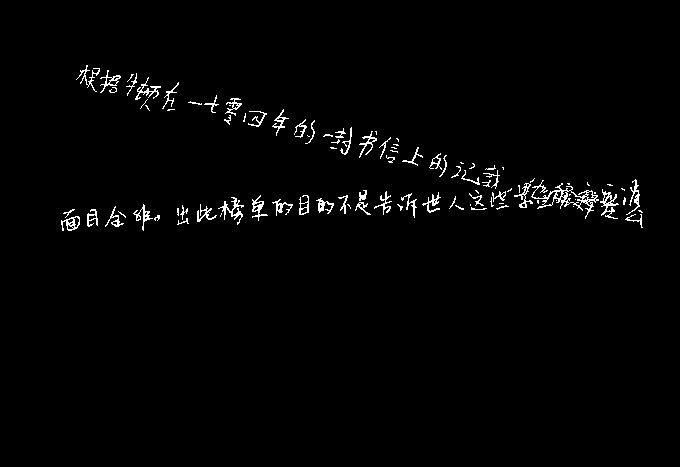 根据牛顿在一七零四年的一封书信上的记载
面目全非。出此榜单的目的不是告诉世人这些